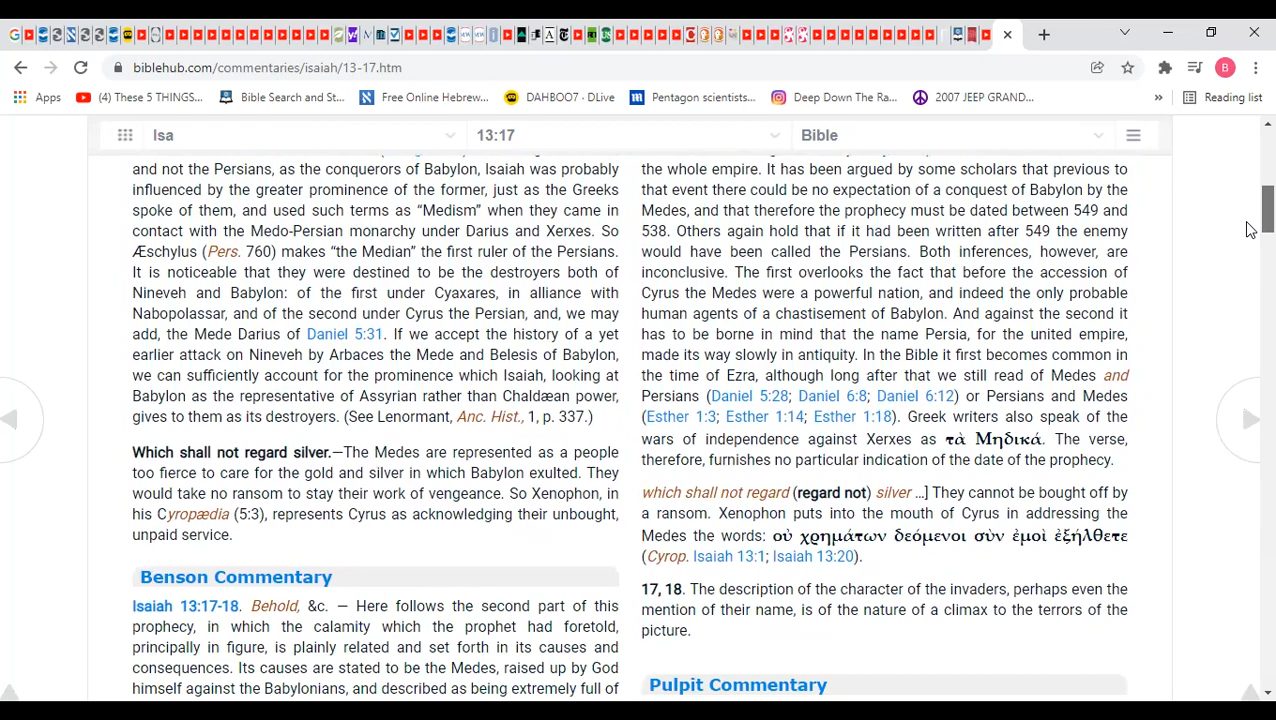 biblehub.com/commentaries/isaiah/13-17.htm
B
Apps
(4) These 5 THINGS...
Bible Search and St...
Free Online Hebrew...
DAHBOO7 - DLive
Pentagon scientists...
Deep Down The Ra...
2007 JEEP GRAND...
»
Reading list
Isa
13:17
Bible
and not the Persians, as the conquerors of Babylon, Isaiah was probably
influenced by the greater prominence of the former, just as the Greeks
spoke of them, and used such terms as “Medism” when they came in
contact with the Medo-Persian monarchy under Darius and Xerxes. So
Æschylus (Pers. 760) makes “the Median” the first ruler of the Persians.
It is noticeable that they were destined to be the destroyers both of
Nineveh and Babylon: of the first under Cyaxares, in alliance with
Nabopolassar, and of the second under Cyrus the Persian, and, we may
add, the Mede Darius of Daniel 5:31. If we accept the history of a yet
earlier attack on Nineveh by Arbaces the Mede and Belesis of Babylon,
we can sufficiently account for the prominence which Isaiah, looking at
Babylon as the representative of Assyrian rather than Chaldæan power,
gives to them as its destroyers. (See Lenormant, Anc. Hist., 1, p. 337.)
Which shall not regard silver.—The Medes are represented as a people
too fierce to care for the gold and silver in which Babylon exulted. They
would take no ransom to stay their work of vengeance. So Xenophon, in
his Cyropædia (5:3), represents Cyrus as acknowledging their unbought,
unpaid service.
Benson Commentary
Isaiah 13:17-18. Behold, &c. — Here follows the second part of this
prophecy, in which the calamity which the prophet had foretold,
principally in figure, is plainly related and set forth in its causes and
consequences. Its causes are stated to be the Medes, raised up by God
himself against the Babylonians, and described as being extremely full of
the whole empire. It has been argued by some scholars that previous to
that event there could be no expectation of a conquest of Babylon by the
Medes, and that therefore the prophecy must be dated between 549 and
538. Others again hold that if it had been written after 549 the enemy
would have been called the Persians. Both inferences, however, are
inconclusive. The first overlooks the fact that before the accession of
Cyrus the Medes were a powerful nation, and indeed the only probable
human agents of a chastisement of Babylon. And against the second it
has to be borne in mind that the name Persia, for the united empire,
made its way slowly in antiquity. In the Bible it first becomes common in
the time of Ezra, although long after that we still read of Medes and
Persians (Daniel 5:28; Daniel 6:8; Daniel 6:12) or Persians and Medes
(Esther 1:3; Esther 1:14; Esther 1:18). Greek writers also speak of the
wars of independence against Xerxes as τὰ Μηδικά. The verse,
therefore, furnishes no particular indication of the date of the prophecy.
which shall not regard (regard not) silver ...] They cannot be bought off by
a ransom. Xenophon puts into the mouth of Cyrus in addressing the
Medes the words: οὐ χρημάτων δεόμενοι σὺν ἐμοὶ ἐξήλθετε
(Cyrop. Isaiah 13:1; Isaiah 13:20).
17, 18. The description of the character of the invaders, perhaps even the
mention of their name, is of the nature of a climax to the terrors of the
picture.
Pulpit Commentary